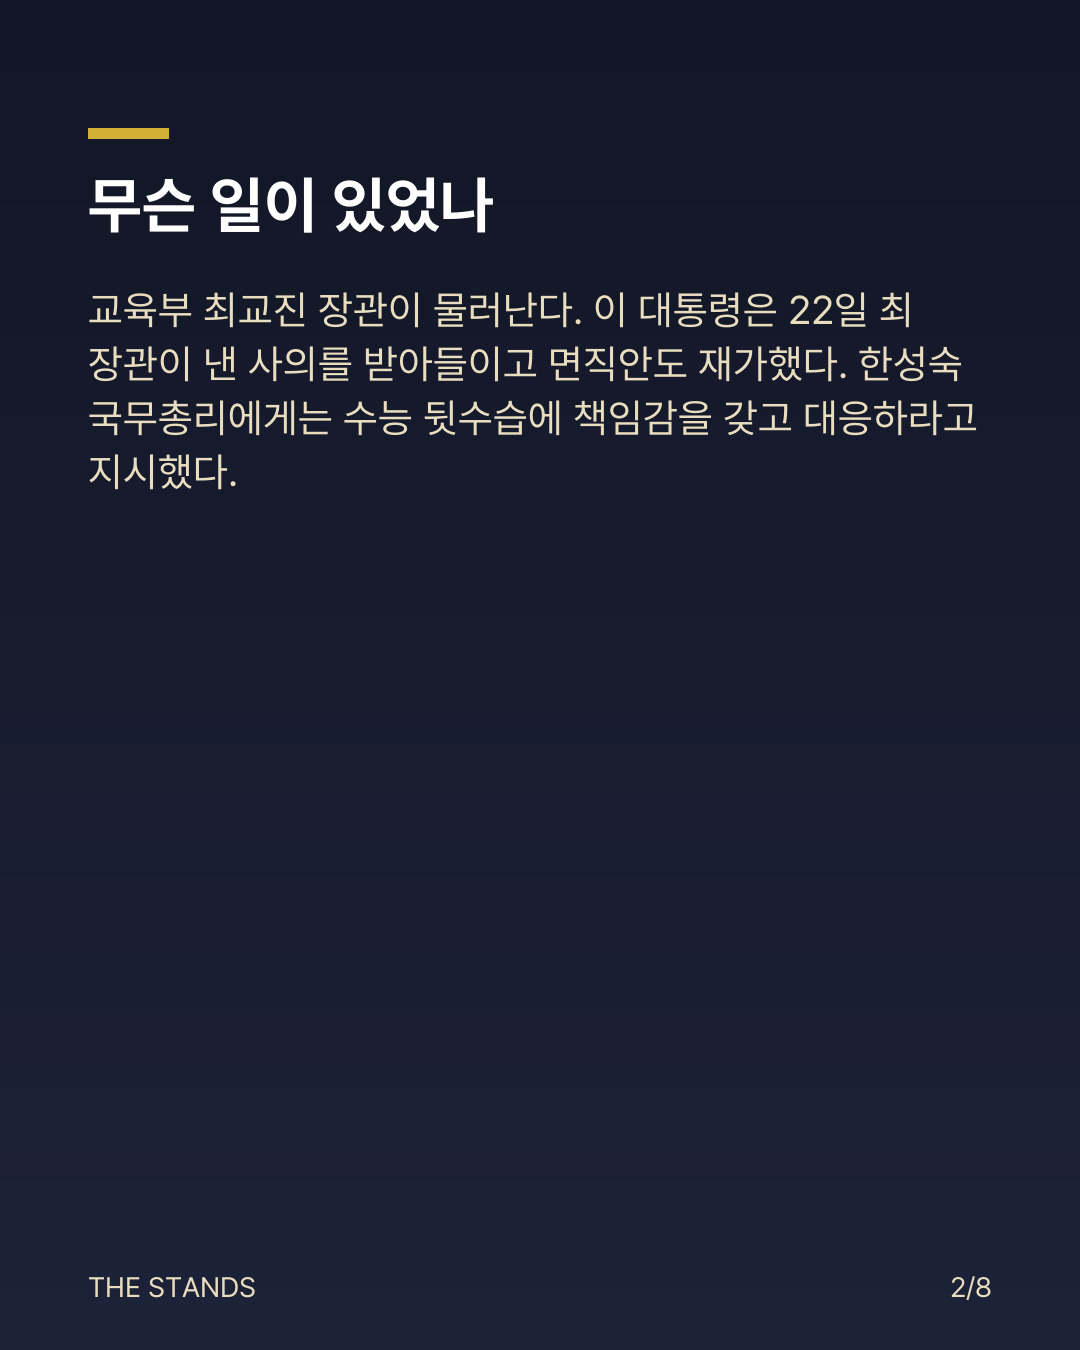 무슨 일이 있었나
교육부 최교진 장관이 물러난다. 이 대통령은 22일 최
장관이 낸 사의를 받아들이고 면직안도 재가했다. 한성숙
국무총리에게는 수능 뒷수습에 책임감을 갖고 대응하라고
지시했다.
THE STANDS
2/8